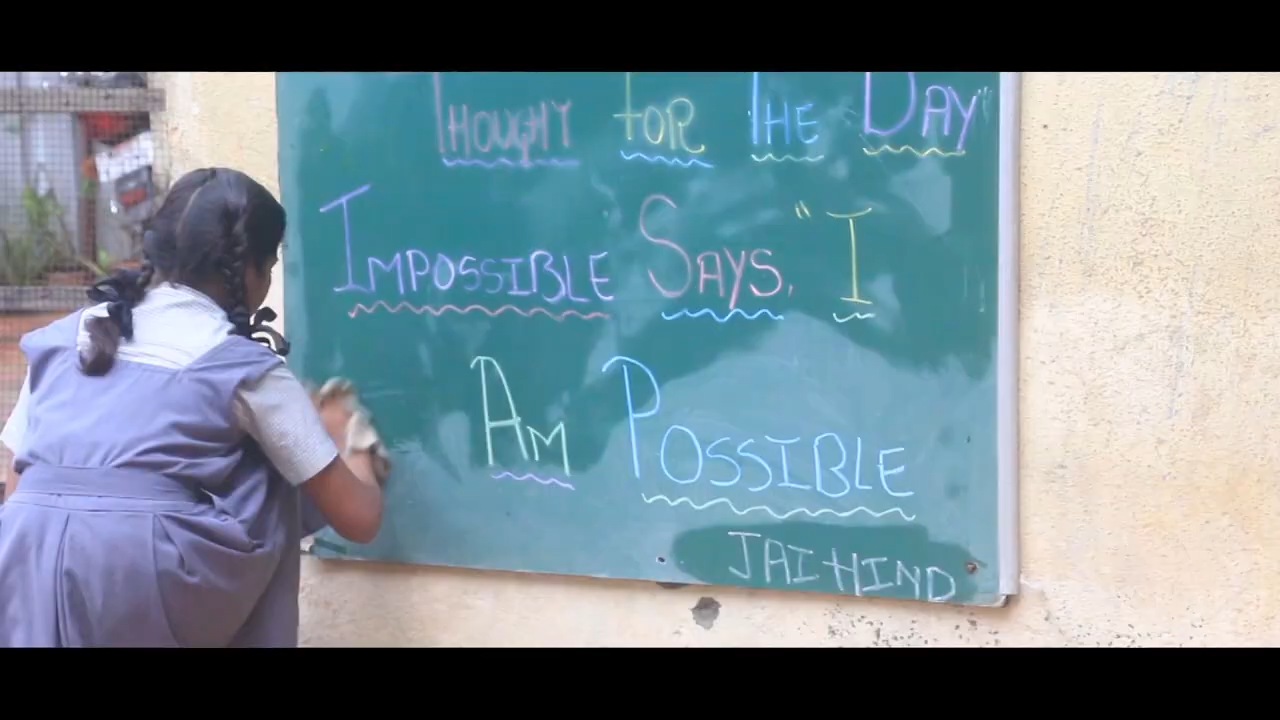 THOUGHT FOR THE DAY"
IMPOSSIBLE SAYS, "I
AM POSSIBLE
JAI HIND